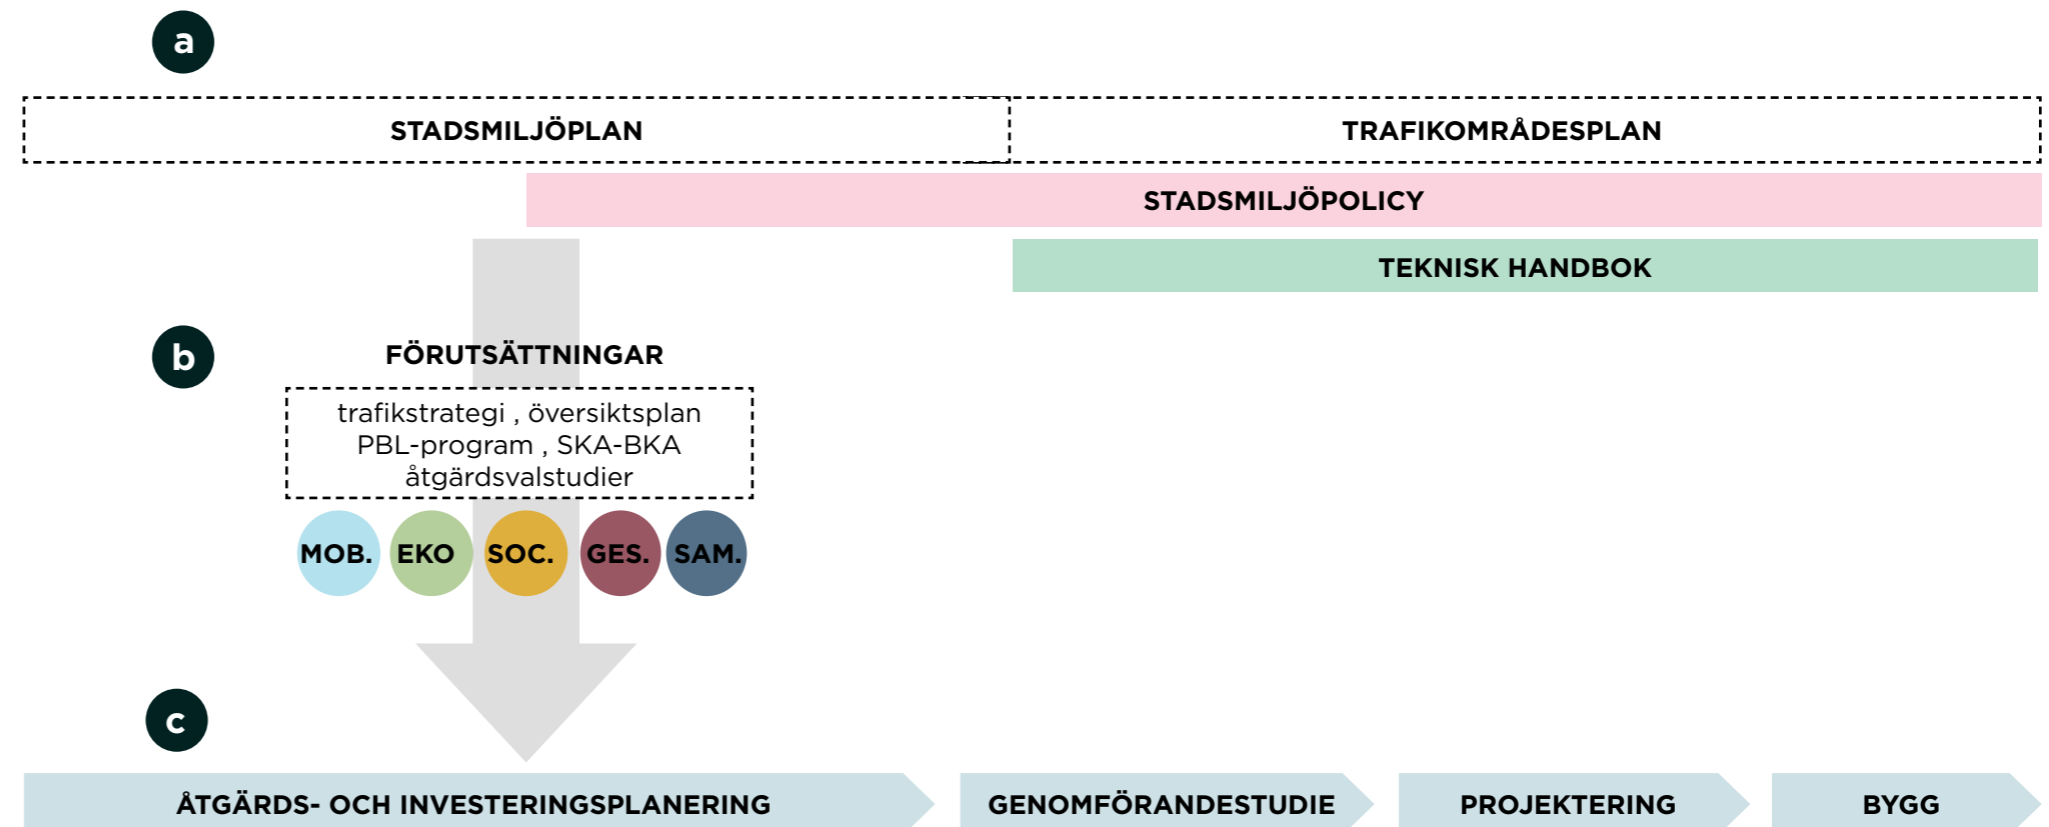 a
STADSMILJÖPLAN
TRAFIKOMRÅDESPLAN
STADSMILJÖPOLICY
TEKNISK HANDBOK
b
FÖRUTSÄTTNINGAR
trafikstrategi , översiktsplan
PBL-program , SKA-BKA
åtgärdsvalstudier
MOB.
EKO
SOC.
GES.
SAM.
c
ÅTGÄRDS- OCH INVESTERINGSPLANERING
GENOMFÖRANDESTUDIE
PROJEKTERING
BYGG